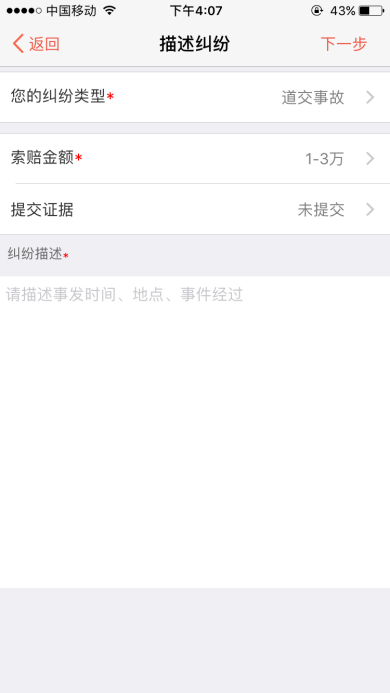 中国移动 下午4:07 43%
返回 描述纠纷 下一步
您的纠纷类型* 道交事故
索赔金额* 1-3万
提交证据 未提交
纠纷描述*
请描述事发时间、地点、事件经过